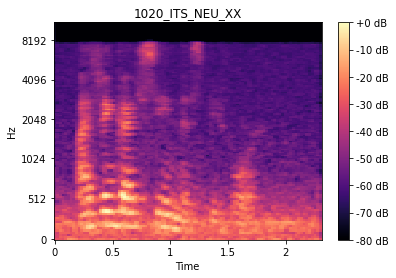 1020_ITS_NEU_XX
Hz
8192
4096
2048
1024
512
0
0
0.5
1
1.5
2
Time
+0 dB
-10 dB
-20 dB
-30 dB
-40 dB
-50 dB
-60 dB
-70 dB
-80 dB